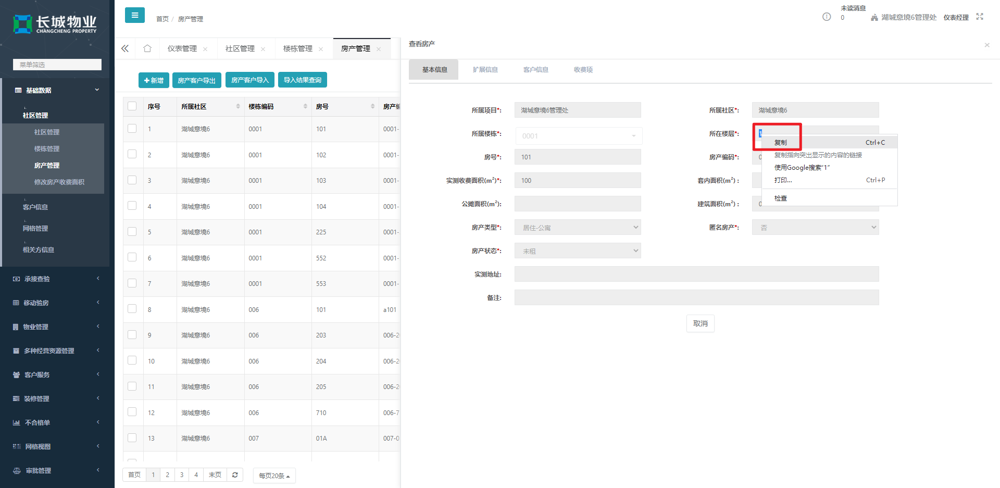 长城物业
CHANGCHENG PROPERTY
菜单筛选
基础数据
社区管理
社区管理
楼栋管理
房产管理
修改房产收费面积
客户信息
网格管理
相关方信息
承接查验
移动验房
物业管理
多种经营资源管理
客户服务
装修管理
不合格单
网格视图
审批管理
首页 / 房产管理
未读消息
0
湖城意境6管理处 仪表经理
仪表管理 × 社区管理 × 楼栋管理 × 房产管理 ×
新增 房产客户导出 房产客户导入 导入结果查询
序号 所属社区 楼栋编码 房号 房产编
1 湖城意境6 0001 101 0001-
2 湖城意境6 0001 102 0001-
3 湖城意境6 0001 103 0001-
4 湖城意境6 0001 104 0001-
5 湖城意境6 0001 225 0001-
6 湖城意境6 0001 552 0001-
7 湖城意境6 0001 553 0001-
8 湖城意境6 006 101 a101
9 湖城意境6 006 203 006-2
10 湖城意境6 006 204 006-2
11 湖城意境6 006 205 006-2
12 湖城意境6 006 710 006-7
13 湖城意境6 007 01A 007-0
首页 1 2 3 4 末页 每页20条
查看房产 ×
基本信息 扩展信息 客户信息 收费项
所属项目*: 湖城意境6管理处 所属社区*: 湖城意境6
所属楼栋*: 0001 所在楼层*: 1
房号*: 101 房产编码*: 0
实测收费面积(m²)*: 100 套内面积(m²) :
公摊面积(m²): 建筑面积(m²) : 0
房产类型*: 居住-公寓 匿名房产*: 否
房产状态*: 未租
实测地址:
备注:
取消
复制 Ctrl+C
复制指向突出显示的内容的链接
使用Google搜索“1”
打印... Ctrl+P
检查